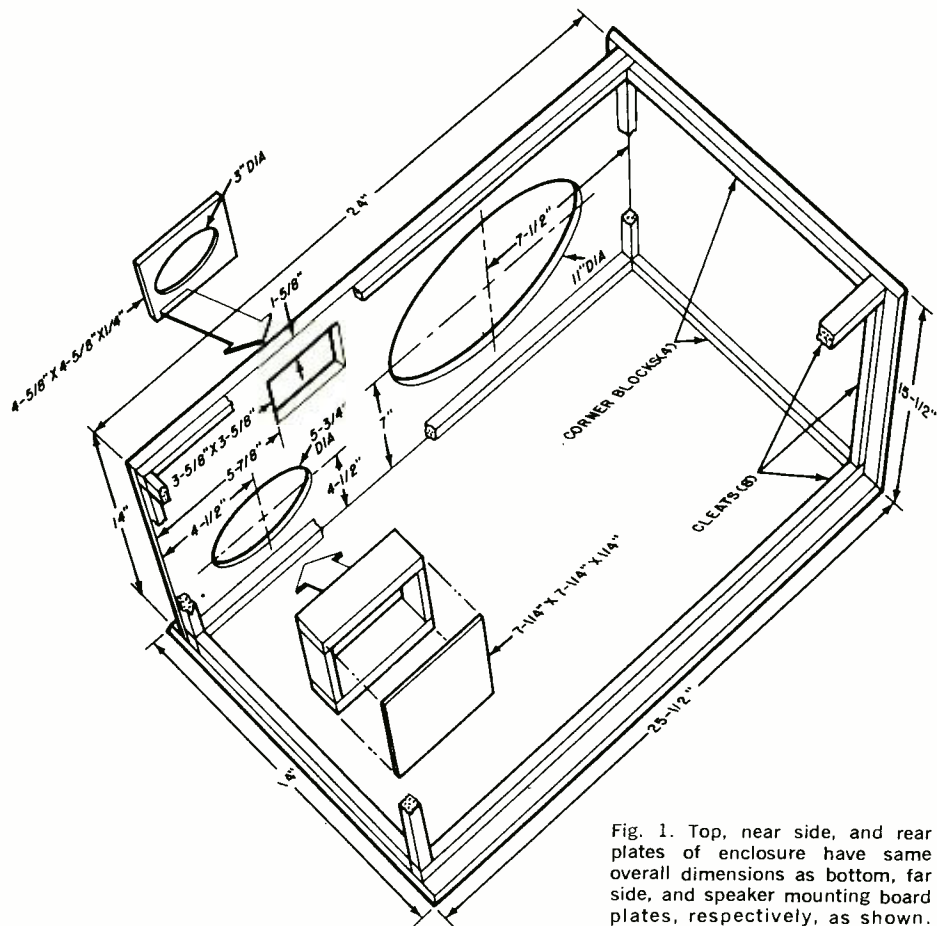 3" DIA
24"
4-5/8" X 4-5/8" X 1/4"
1-5/8"
7-1/2"
11" DIA
3-5/8" X 3-5/8"
5-7/8"
5-3/4"
DIA
7"
4-1/2"
4-1/2"
14"
CORNER BLOCKS (4)
15-1/2"
CLEATS (8)
7-1/4" X 7-1/4" X 1/4"
25-1/2"
14"
Fig. 1. Top, near side, and rear
plates of enclosure have same
overall dimensions as bottom, far
side, and speaker mounting board
plates, respectively, as shown.